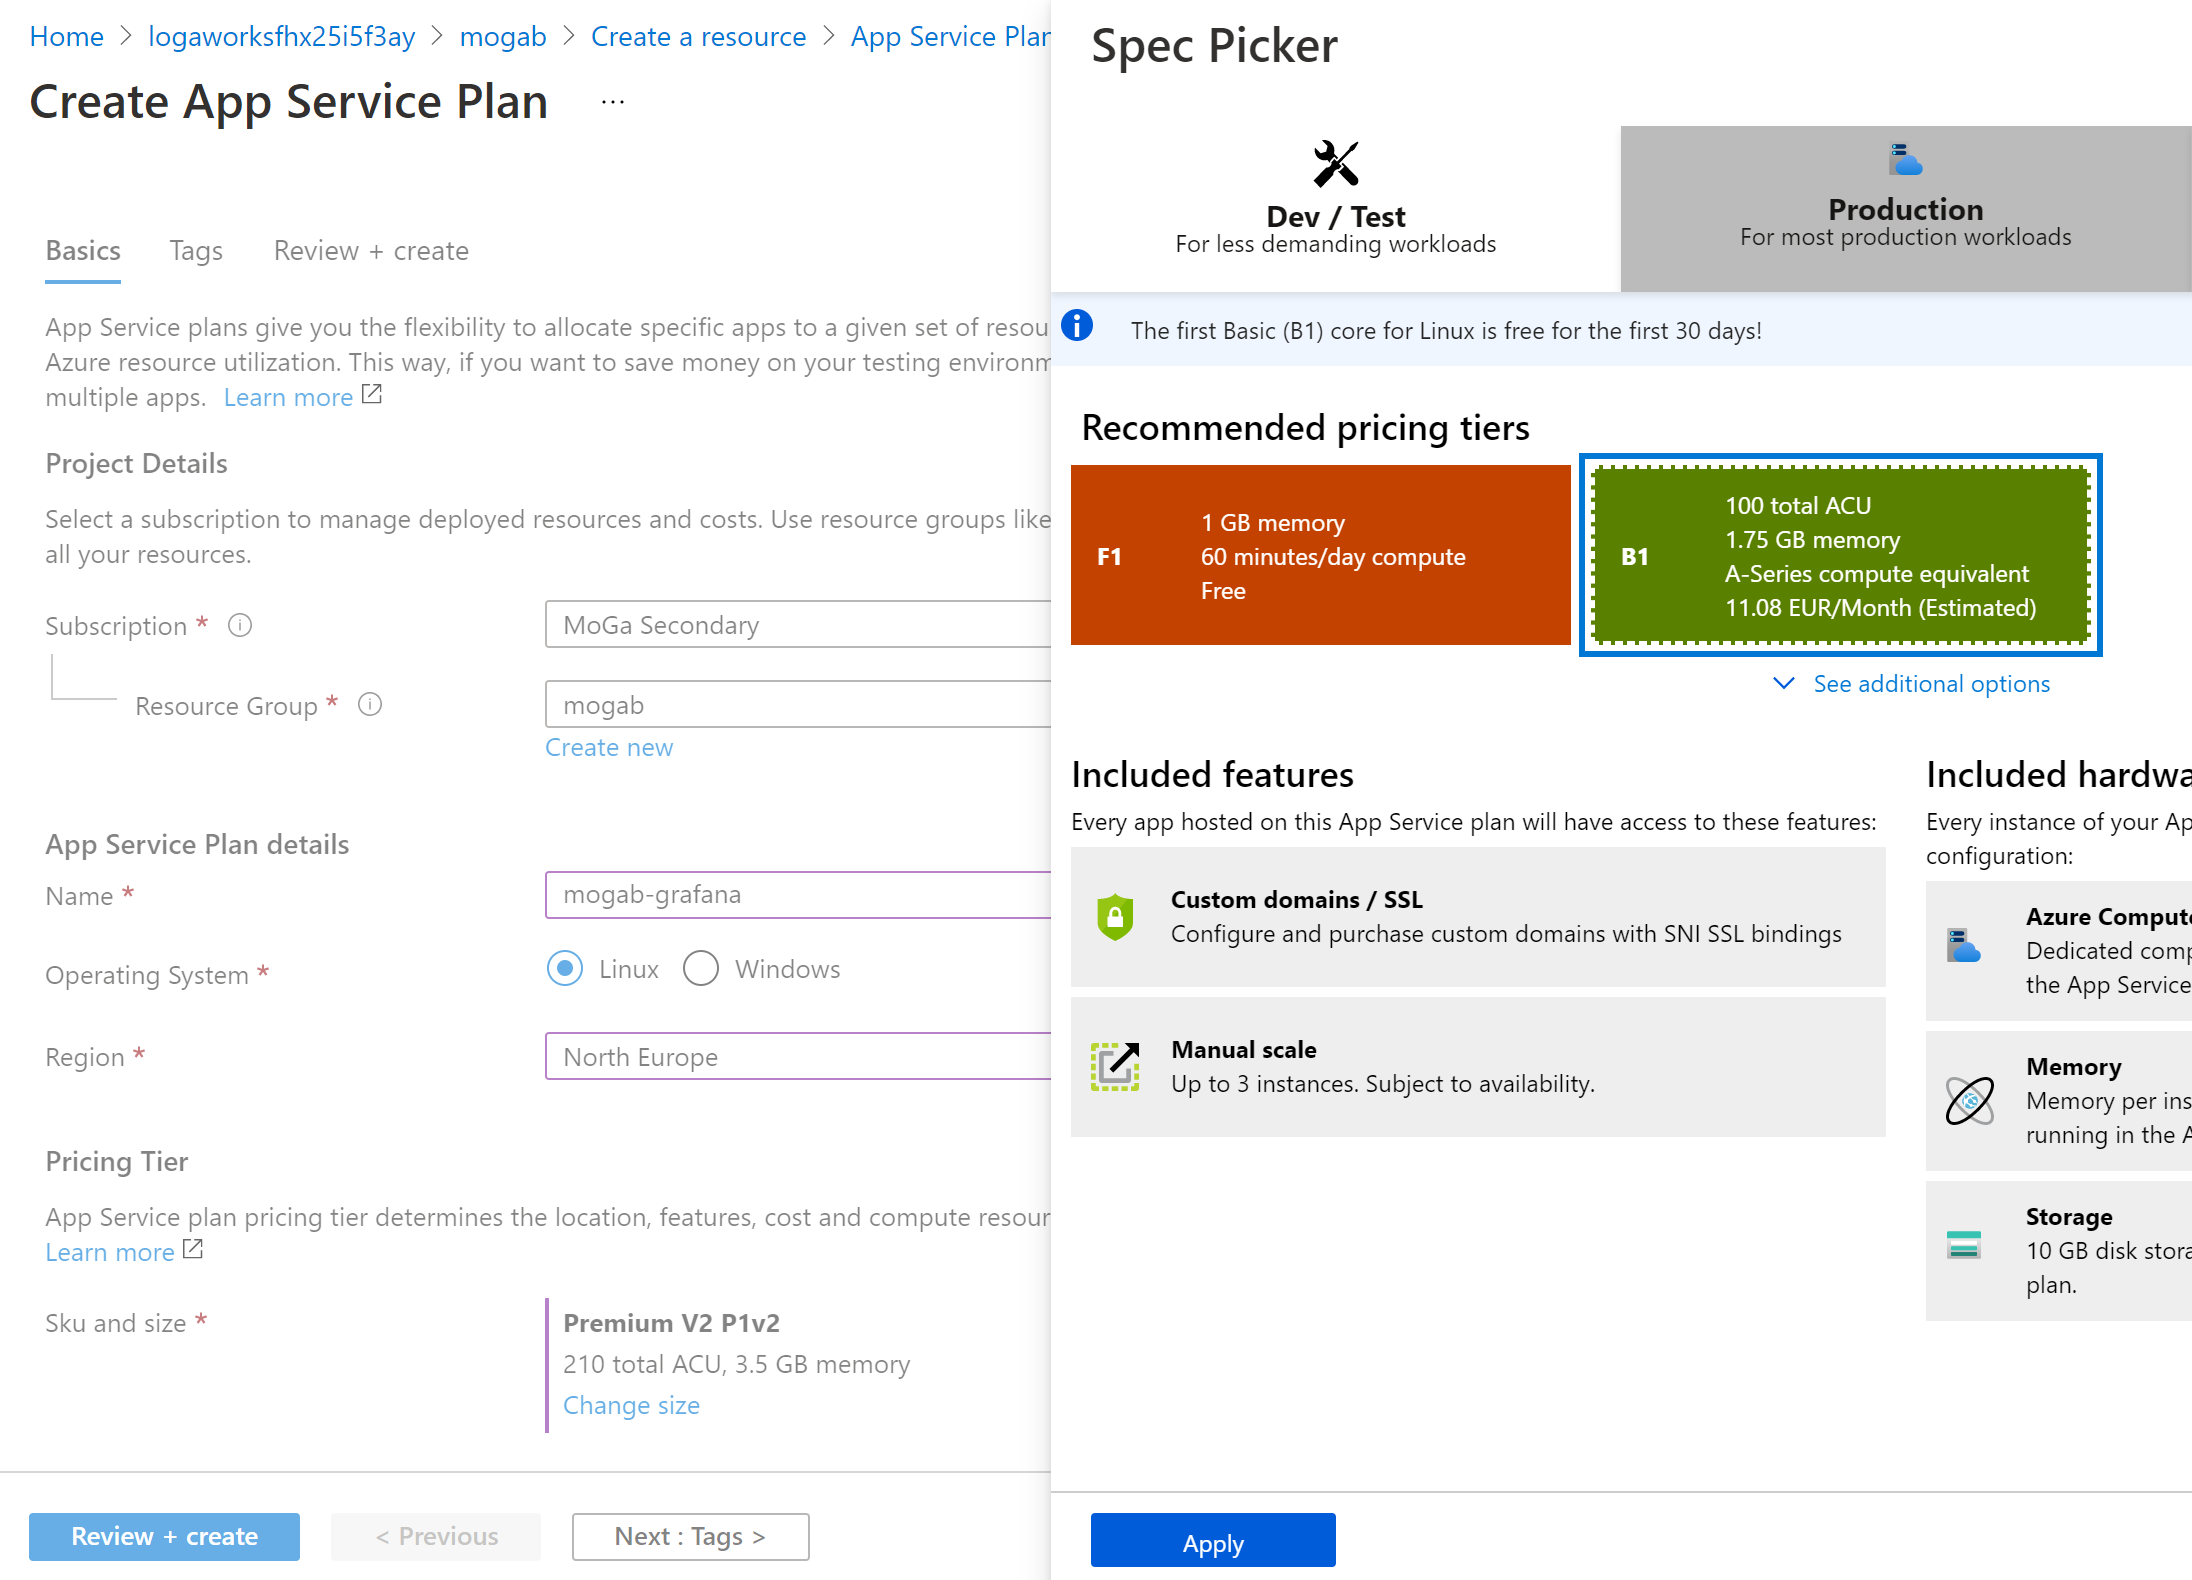 Home > logaworksfhx25i5f3ay > mogab > Create a resource > App Service Plan
Create App Service Plan ...
Basics Tags Review + create
App Service plans give you the flexibility to allocate specific apps to a given set of resou
Azure resource utilization. This way, if you want to save money on your testing environm
multiple apps. Learn more
Project Details
Select a subscription to manage deployed resources and costs. Use resource groups like
all your resources.
Subscription *
MoGa Secondary
Resource Group *
mogab
Create new
App Service Plan details
Name *
mogab-grafana
Operating System *
Linux Windows
Region *
North Europe
Pricing Tier
App Service plan pricing tier determines the location, features, cost and compute resour
Learn more
Sku and size *
Premium V2 P1v2
210 total ACU, 3.5 GB memory
Change size
Review + create
< Previous
Next : Tags >
Spec Picker
Dev / Test
For less demanding workloads
Production
For most production workloads
The first Basic (B1) core for Linux is free for the first 30 days!
Recommended pricing tiers
F1
1 GB memory
60 minutes/day compute
Free
B1
100 total ACU
1.75 GB memory
A-Series compute equivalent
11.08 EUR/Month (Estimated)
See additional options
Included features
Every app hosted on this App Service plan will have access to these features:
Custom domains / SSL
Configure and purchase custom domains with SNI SSL bindings
Manual scale
Up to 3 instances. Subject to availability.
Included hardwa
Every instance of your Ap
configuration:
Azure Compute
Dedicated comp
the App Service
Memory
Memory per ins
running in the A
Storage
10 GB disk stora
plan.
Apply